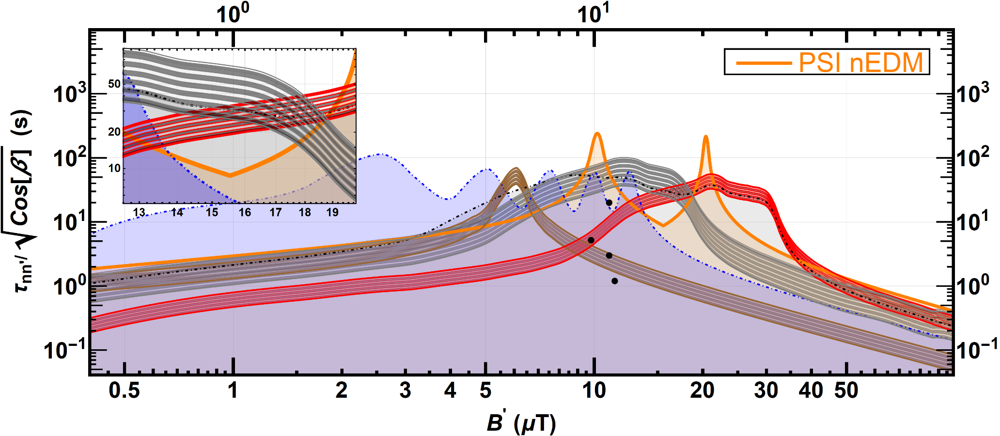 10⁰ 10¹
PSI nEDM
50
20
10
13 14 15 16 17 18 19
10³ 10³
10² 10²
10¹ 10¹
10⁰ 10⁰
10⁻¹ 10⁻¹
τnn'/√Cos[β] (s)
0.5 1 2 3 4 5 10 20 30 40 50
B' (μT)